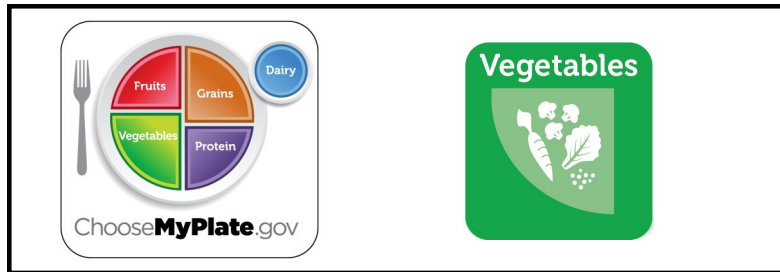 Dairy
Fruits
Grains
Vegetables
Protein
ChooseMyPlate.gov
Vegetables